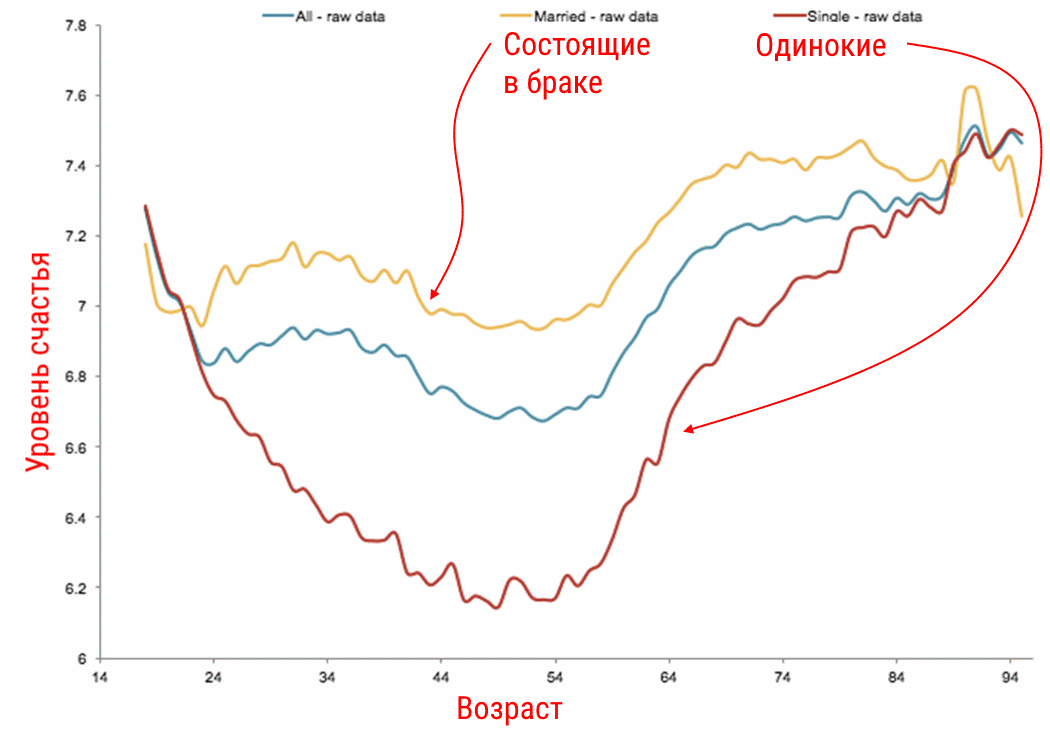 All - raw data
Married - raw data
Single - raw data
Состоящие
в браке
Одинокие
Уровень счастья
7.8
7.6
7.4
7.2
7
6.8
6.6
6.4
6.2
6
14 24 34 44 54 64 74 84 94
Возраст